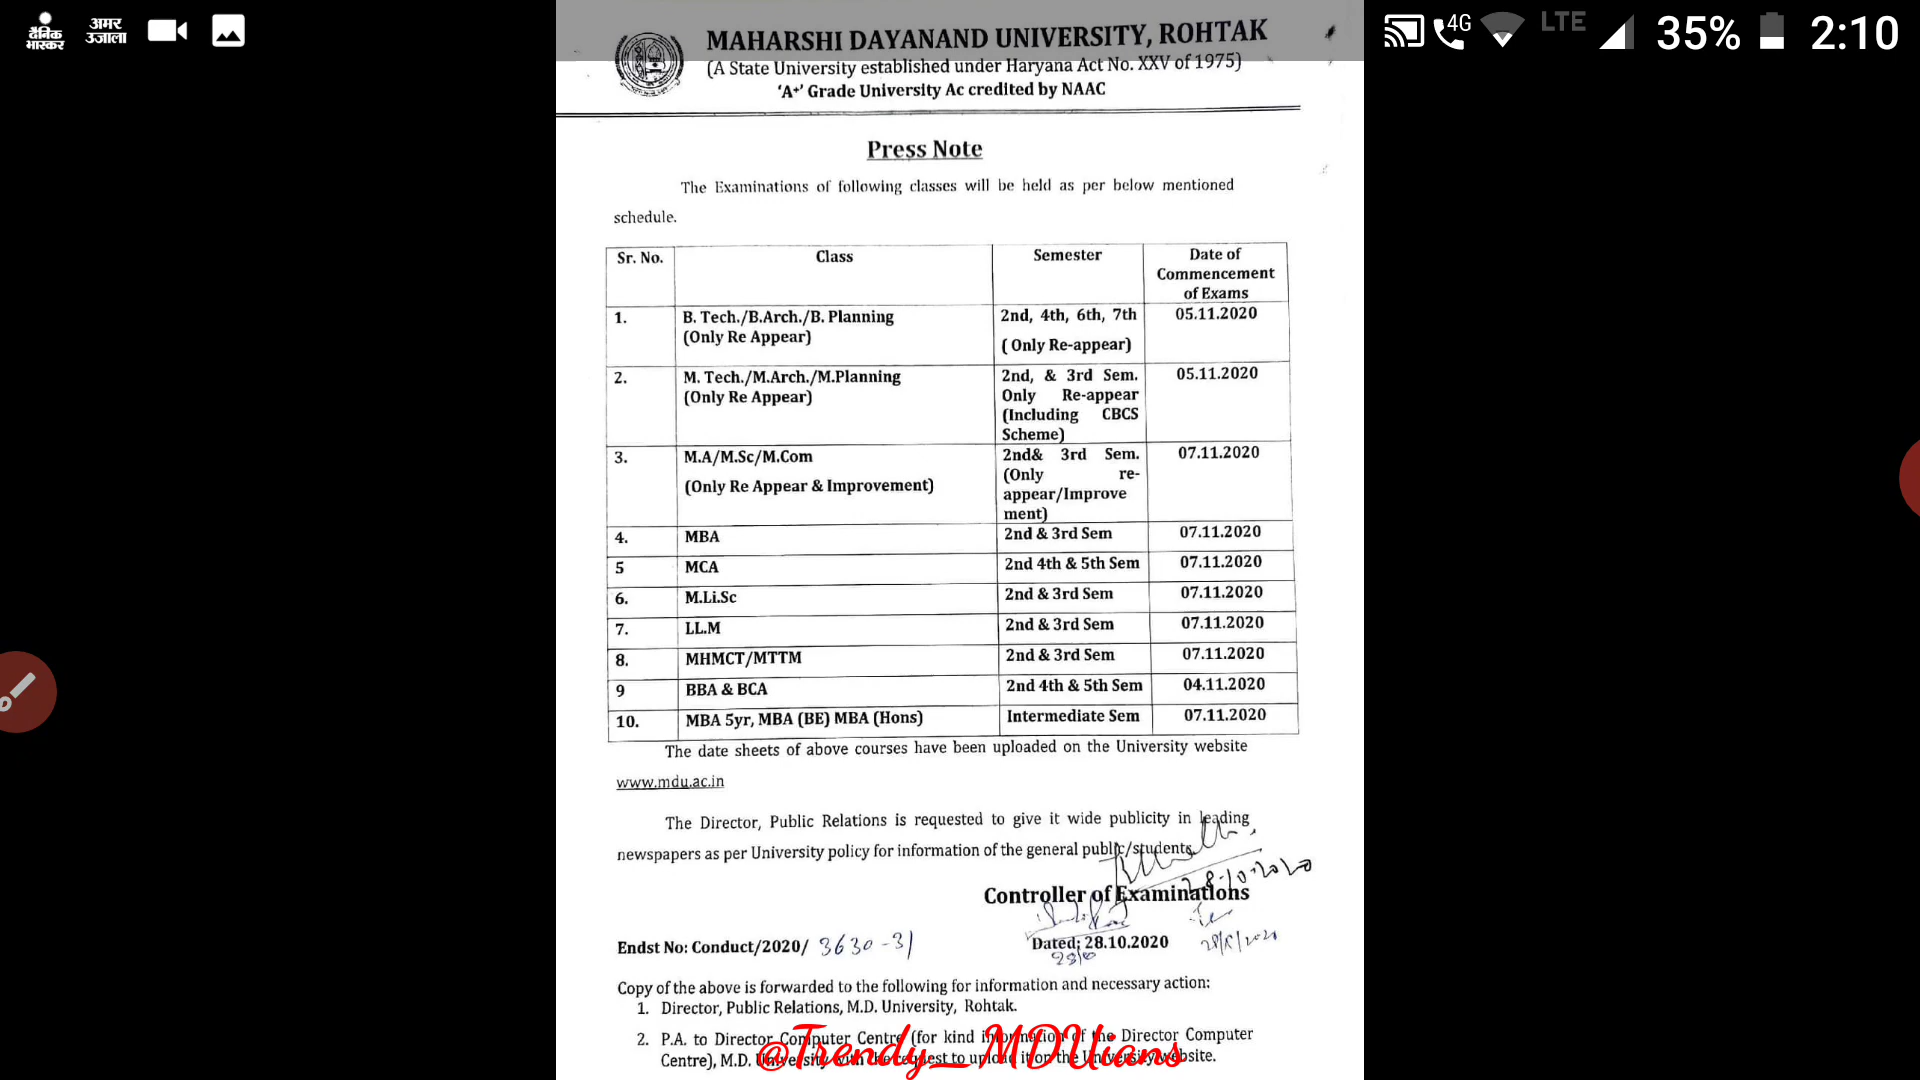 दैनिक
भास्कर
अमर
उजाला
4G
LTE
35%
2:10
MAHARSHI DAYANAND UNIVERSITY, ROHTAK
(A State University established under Haryana Act No. XXV of 1975)
'A+' Grade University Ac credited by NAAC
Press Note
The Examinations of following classes will be held as per below mentioned
schedule.
Sr. No. Class Semester Date of
Commencement
of Exams
1. B. Tech./B.Arch./B. Planning 2nd, 4th, 6th, 7th 05.11.2020
(Only Re Appear) ( Only Re-appear)
2. M. Tech./M.Arch./M.Planning 2nd, & 3rd Sem. 05.11.2020
(Only Re Appear) Only Re-appear
(Including CBCS
Scheme)
3. M.A/M.Sc/M.Com 2nd& 3rd Sem. 07.11.2020
(Only re-
(Only Re Appear & Improvement) appear/Improve
ment)
4. MBA 2nd & 3rd Sem 07.11.2020
5 MCA 2nd 4th & 5th Sem 07.11.2020
6. M.Li.Sc 2nd & 3rd Sem 07.11.2020
7. LL.M 2nd & 3rd Sem 07.11.2020
8. MHMCT/MTTM 2nd & 3rd Sem 07.11.2020
9 BBA & BCA 2nd 4th & 5th Sem 04.11.2020
10. MBA 5yr, MBA (BE) MBA (Hons) Intermediate Sem 07.11.2020
The date sheets of above courses have been uploaded on the University website
www.mdu.ac.in
The Director, Public Relations is requested to give it wide publicity in leading
newspapers as per University policy for information of the general public/students.
28.10.2020
Controller of Examinations
Endst No: Conduct/2020/ 3630-31 Dated; 28.10.2020
Copy of the above is forwarded to the following for information and necessary action:
1. Director, Public Relations, M.D. University, Rohtak.
2. P.A. to Director Computer Centre (for kind information of the Director Computer
Centre), M.D. University with the request to upload it on the University website.
@Trendy_MDUians